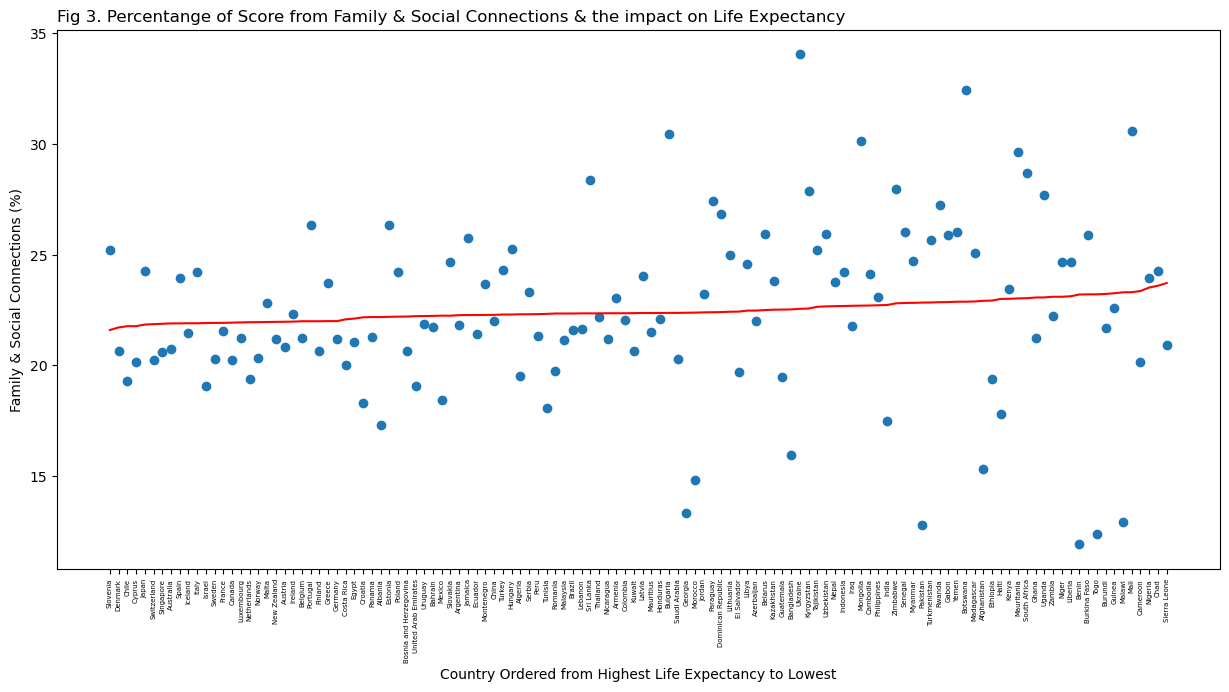 Fig 3. Percentange of Score from Family & Social Connections & the impact on Life Expectancy
Family & Social Connections (%)
35
30
25
20
15
Slovenia
Denmark
Chile
Cyprus
Japan
Switzerland
Singapore
Australia
Spain
Iceland
Italy
Israel
Sweden
France
Canada
Luxembourg
Netherlands
Norway
Malta
New Zealand
Austria
Ireland
Belgium
Portugal
Finland
Greece
Germany
Costa Rica
Egypt
Croatia
Panama
Albania
Estonia
Poland
Bosnia and Herzegovina
United Arab Emirates
Uruguay
Bahrain
Mexico
Slovakia
Argentina
Jamaica
Ecuador
Montenegro
China
Turkey
Hungary
Algeria
Serbia
Peru
Tunisia
Romania
Malaysia
Brazil
Lebanon
Sri Lanka
Thailand
Nicaragua
Armenia
Colombia
Kuwait
Latvia
Mauritius
Honduras
Bulgaria
Saudi Arabia
Georgia
Morocco
Jordan
Paraguay
Dominican Republic
Lithuania
El Salvador
Libya
Azerbaijan
Belarus
Kazakhstan
Guatemala
Bangladesh
Ukraine
Kyrgyzstan
Tajikistan
Uzbekistan
Nepal
Indonesia
Iraq
Mongolia
Cambodia
Philippines
India
Zimbabwe
Senegal
Myanmar
Pakistan
Turkmenistan
Rwanda
Gabon
Yemen
Botswana
Madagascar
Afghanistan
Ethiopia
Haiti
Kenya
Mauritania
South Africa
Ghana
Uganda
Zambia
Niger
Liberia
Benin
Burkina Faso
Togo
Burundi
Guinea
Malawi
Mali
Cameroon
Nigeria
Chad
Sierra Leone
Country Ordered from Highest Life Expectancy to Lowest